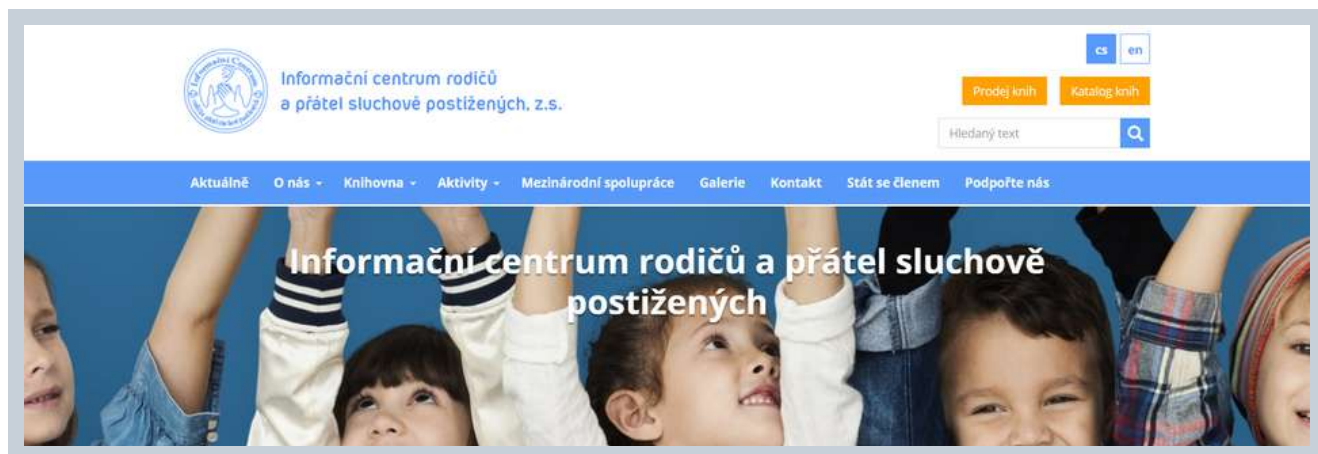 Informační centrum rodičů
a přátel sluchově postižených, z.s.
cs en
Prodej knih Katalog knih
Hledaný text
Aktuálně O nás Knihovna Aktivity Mezinárodní spolupráce Galerie Kontakt Stát se členem Podpořte nás
Informační centrum rodičů a přátel sluchově
postižených